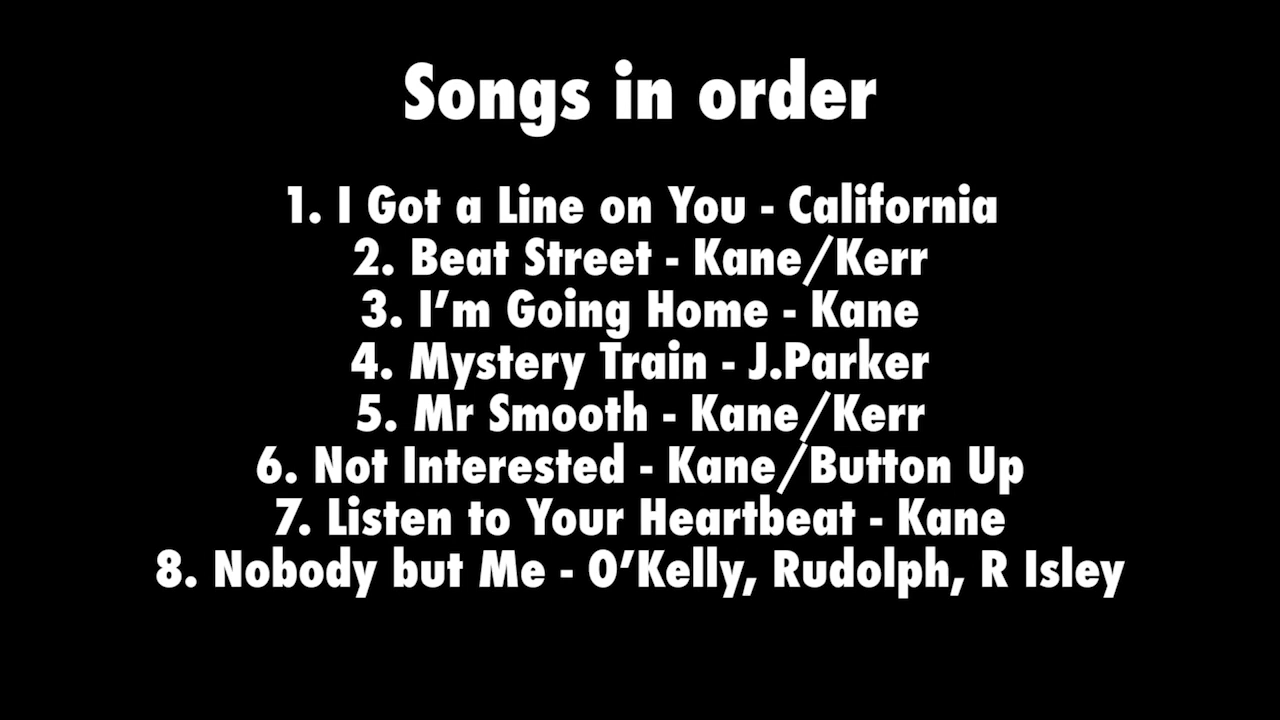 Songs in order
1. I Got a Line on You - California
2. Beat Street - Kane/Kerr
3. I’m Going Home - Kane
4. Mystery Train - J.Parker
5. Mr Smooth - Kane/Kerr
6. Not Interested - Kane/Button Up
7. Listen to Your Heartbeat - Kane
8. Nobody but Me - O’Kelly, Rudolph, R Isley